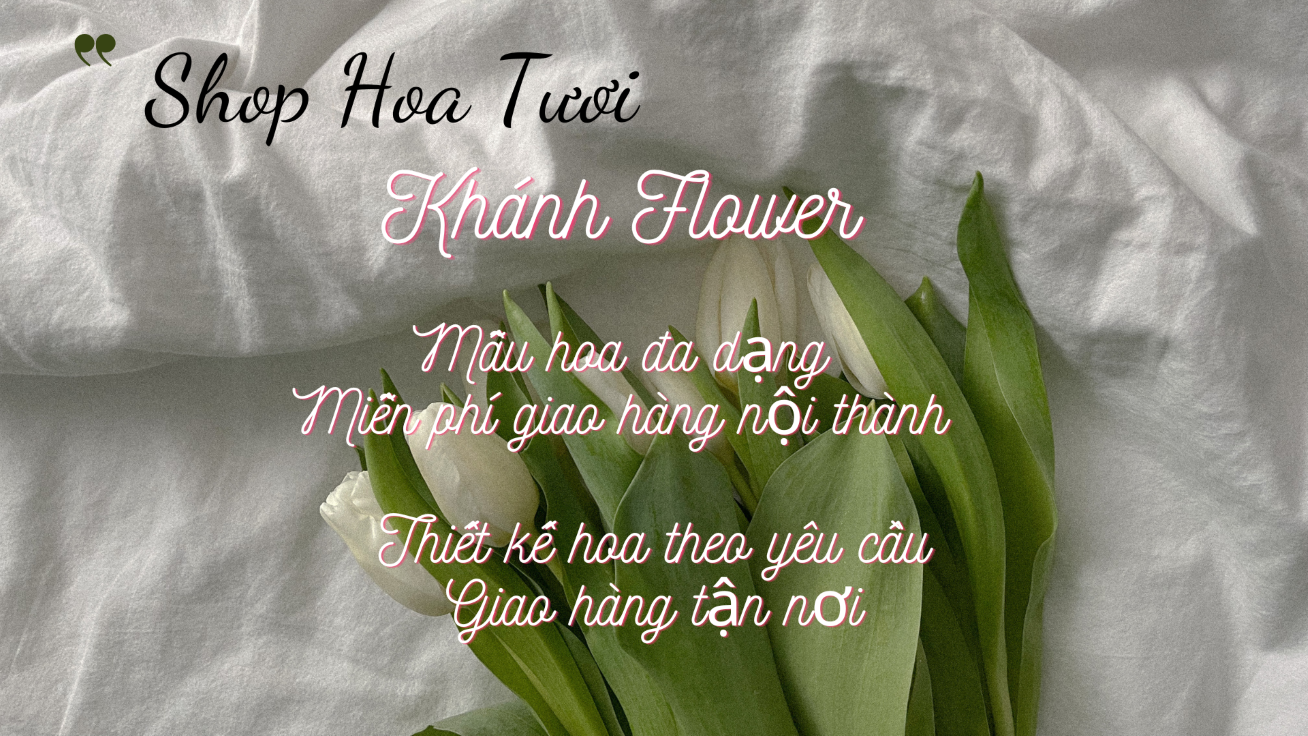 ❞ Shop Hoa Tươi
Khánh Flower
Mẫu hoa đa dạng
Miễn phí giao hàng nội thành
Thiết kế hoa theo yêu cầu
Giao hàng tận nơi